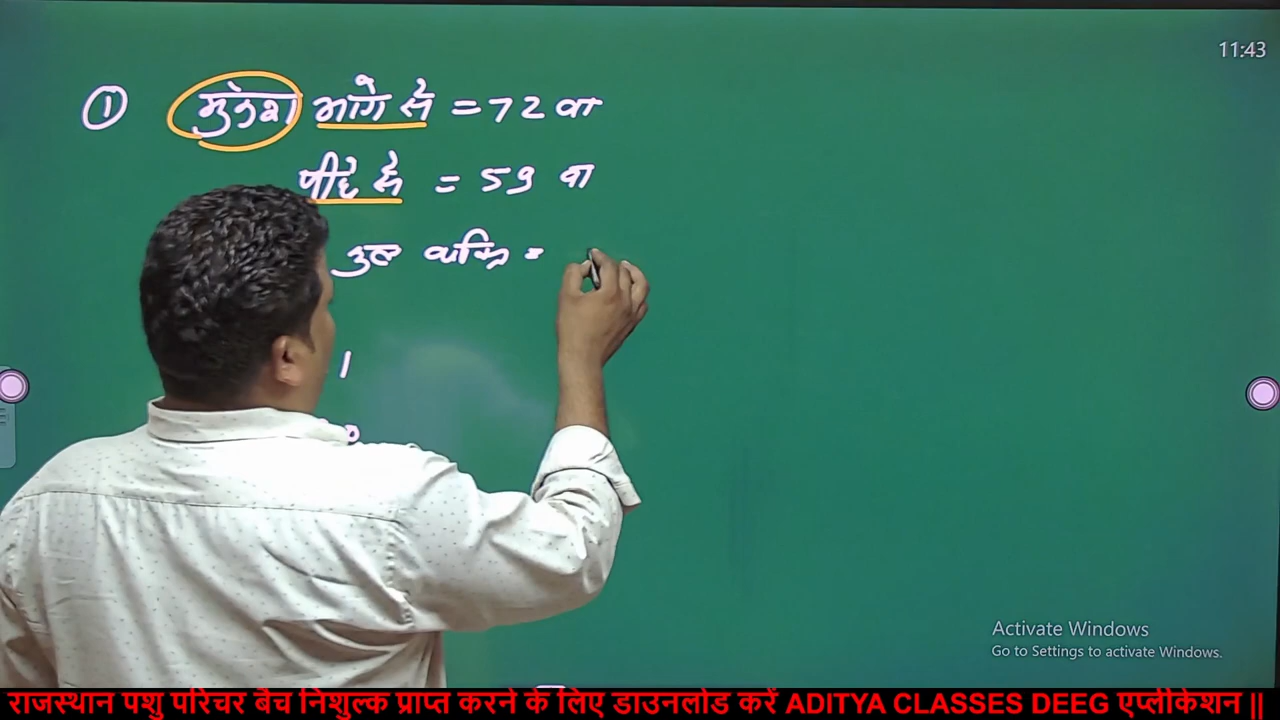 11:43
① मुकेश आगे से = 72 वा
पीछे से = 59 वा
कुल व्यक्ति =
1
Activate Windows
Go to Settings to activate Windows.
राजस्थान पशु परिचर बैच निशुल्क प्राप्त करने के लिए डाउनलोड करें ADITYA CLASSES DEEG एप्लीकेशन ||